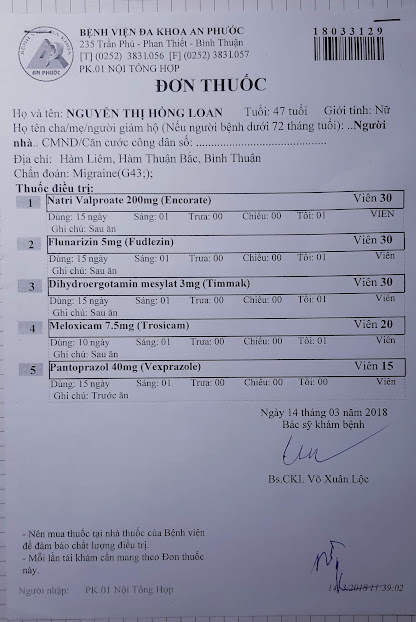 BỆNH VIỆN ĐA KHOA AN PHƯỚC
235 Trần Phú - Phan Thiết - Bình Thuận
[T] (0252) 3831.056 [F] (0252) 3831.057
PK.01 NỘI TỔNG HỢP
AN PHƯỚC
18033129
ĐƠN THUỐC
Họ và tên: NGUYỄN THỊ HỒNG LOAN Tuổi: 47 tuổi Giới tính: Nữ
Họ tên cha/mẹ/người giám hộ (Nếu người bệnh dưới 72 tháng tuổi): ..Người
nhà.. CMND/Căn cước công dân số:
Địa chỉ: Hàm Liêm, Hàm Thuận Bắc, Bình Thuận
Chẩn đoán: Migraine(G43;);
Thuốc điều trị:
1 Natri Valproate 200mg (Encorate) Viên 30
Dùng: 15 ngày Sáng: 01 Trưa: 00 Chiều: 00 Tối: 01 VIEN
Ghi chú: Sau ăn
2 Flunarizin 5mg (Fudlezin) Viên 30
Dùng: 15 ngày Sáng: 01 Trưa: 00 Chiều: 00 Tối: 01 Viên
Ghi chú: Sau ăn
3 Dihydroergotamin mesylat 3mg (Timmak) Viên 30
Dùng: 15 ngày Sáng: 01 Trưa: 00 Chiều: 00 Tối: 01 Viên
Ghi chú: Sau ăn
4 Meloxicam 7.5mg (Trosicam) Viên 20
Dùng: 10 ngày Sáng: 01 Trưa: 00 Chiều: 00 Tối: 01 Viên
Ghi chú: Sau ăn
5 Pantoprazol 40mg (Vexprazole) Viên 15
Dùng: 15 ngày Sáng: 01 Trưa: 00 Chiều: 00 Tối: 00 Viên
Ghi chú: Trước ăn
Ngày 14 tháng 03 năm 2018
Bác sỹ khám bệnh
Bs.CKI. Võ Xuân Lộc
- Nên mua thuốc tại nhà thuốc của Bệnh viện
để đảm bảo chất lượng điều trị.
- Mỗi lần tái khám cần mang theo Đơn thuốc
này.
Người nhập: PK.01 Nội Tổng Hợp 14/3/2018 11:39:02